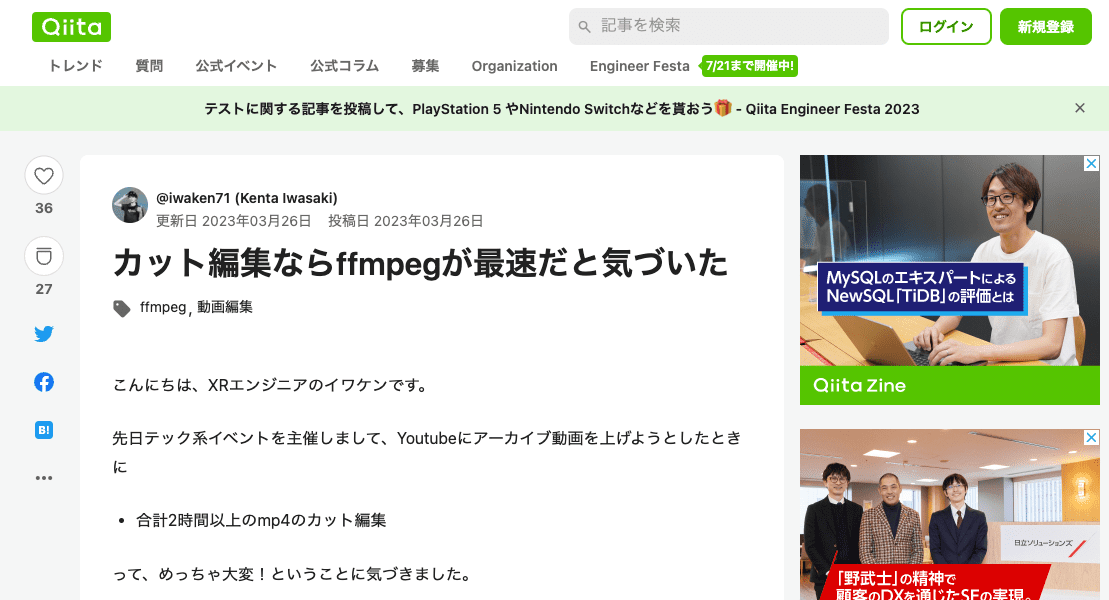 Qiita
記事を検索
ログイン
新規登録
トレンド 質問 公式イベント 公式コラム 募集 Organization Engineer Festa 7/21まで開催中!
テストに関する記事を投稿して、PlayStation 5 やNintendo Switchなどを貰おう🎁 - Qiita Engineer Festa 2023
36
27
B!
@iwaken71 (Kenta Iwasaki)
更新日 2023年03月26日 投稿日 2023年03月26日
カット編集ならffmpegが最速だと気づいた
ffmpeg, 動画編集
こんにちは、XRエンジニアのイワケンです。
先日テック系イベントを主催しまして、Youtubeにアーカイブ動画を上げようとしたとき
に
• 合計2時間以上のmp4のカット編集
って、めっちゃ大変！ということに気づきました。
MySQLのエキスパートによる
NewSQL「TiDB」の評価とは
Qiita Zine
日立ソリューションズ
「野武士」の精神で
顧客のDXを通じたSEの実現。